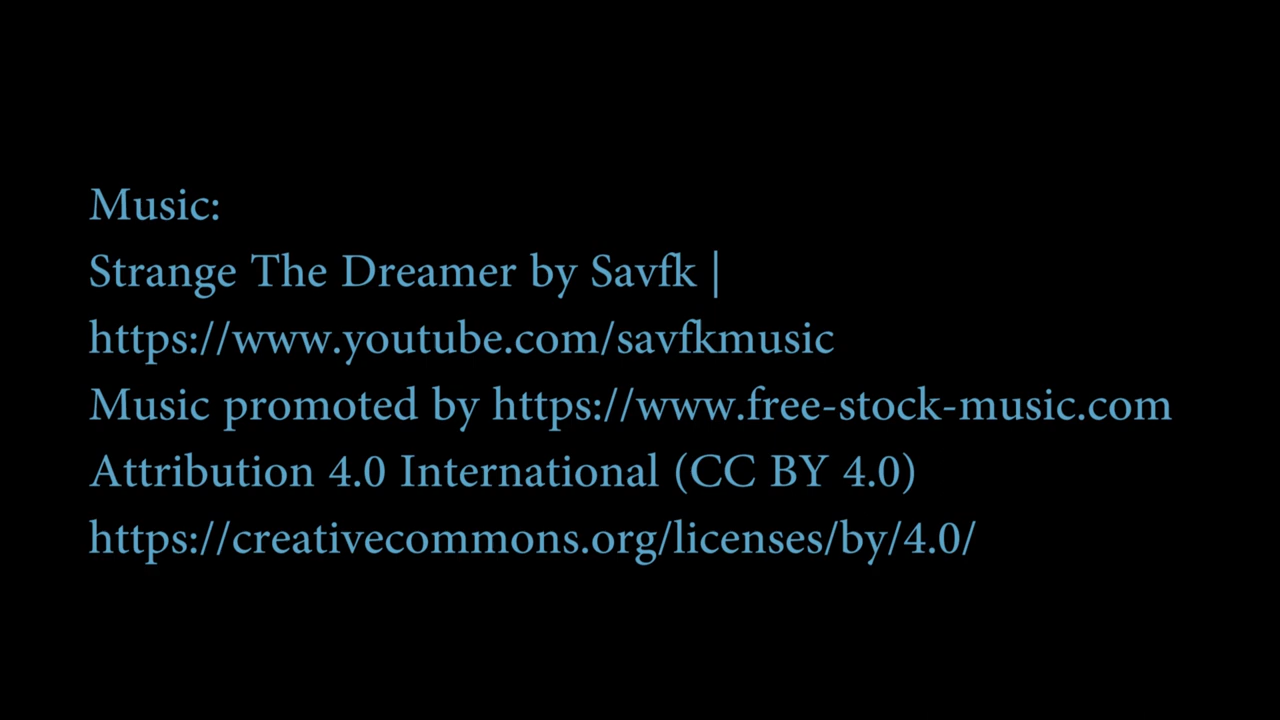 Music:
Strange The Dreamer by Savfk |
https://www.youtube.com/savfkmusic
Music promoted by https://www.free-stock-music.com
Attribution 4.0 International (CC BY 4.0)
https://creativecommons.org/licenses/by/4.0/